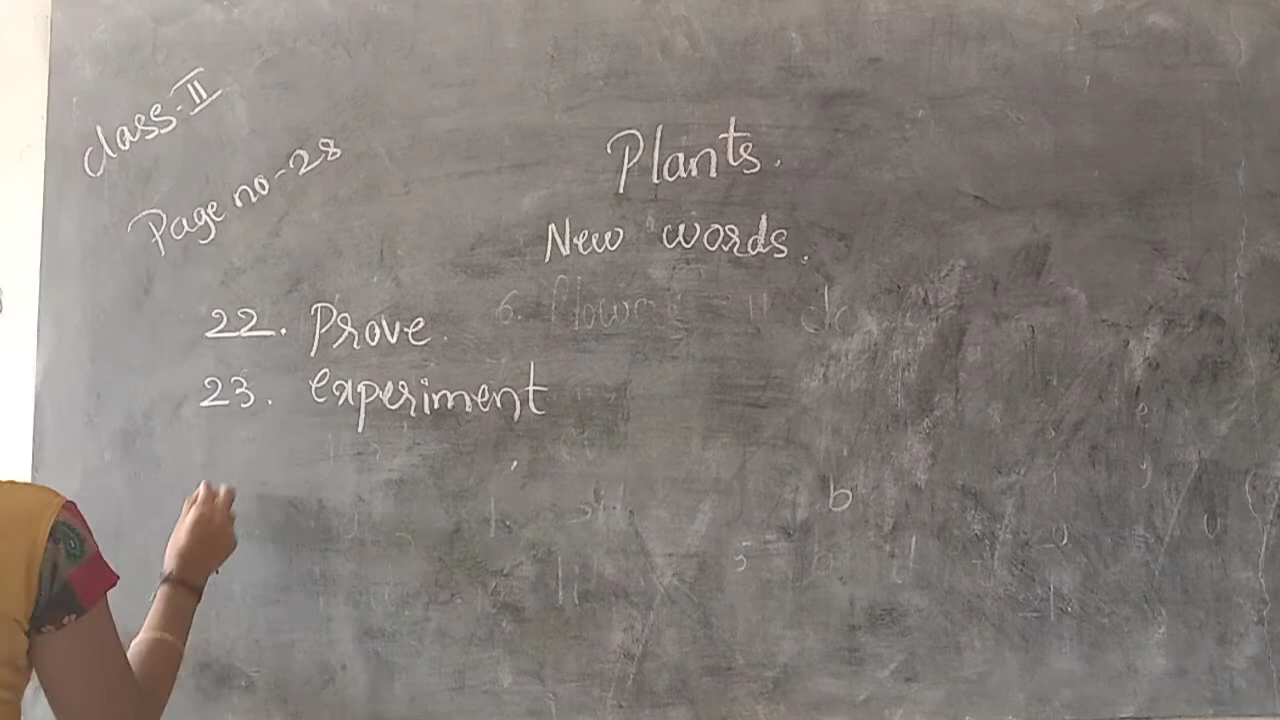 class-II
Page no-28
Plants.
New words.
22. Prove.
23. experiment
b